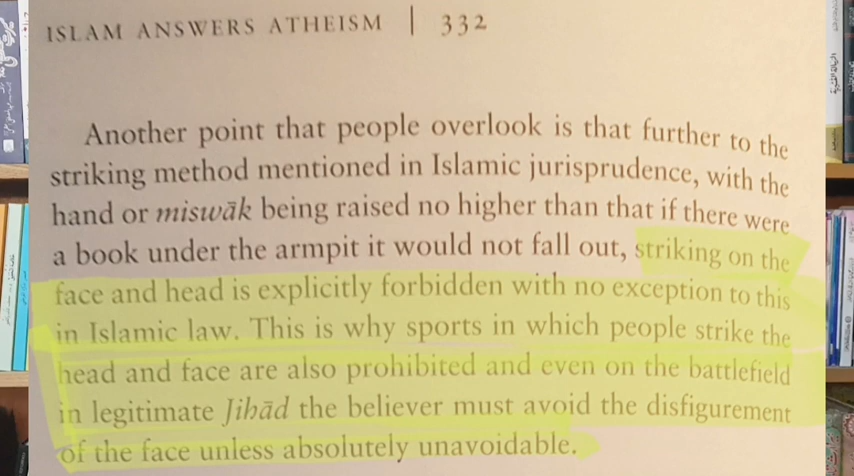 ISLAM ANSWERS ATHEISM | 332
Another point that people overlook is that further to the
striking method mentioned in Islamic jurisprudence, with the
hand or miswāk being raised no higher than that if there were
a book under the armpit it would not fall out, striking on the
face and head is explicitly forbidden with no exception to this
in Islamic law. This is why sports in which people strike the
head and face are also prohibited and even on the battlefield
in legitimate Jihād the believer must avoid the disfigurement
of the face unless absolutely unavoidable.